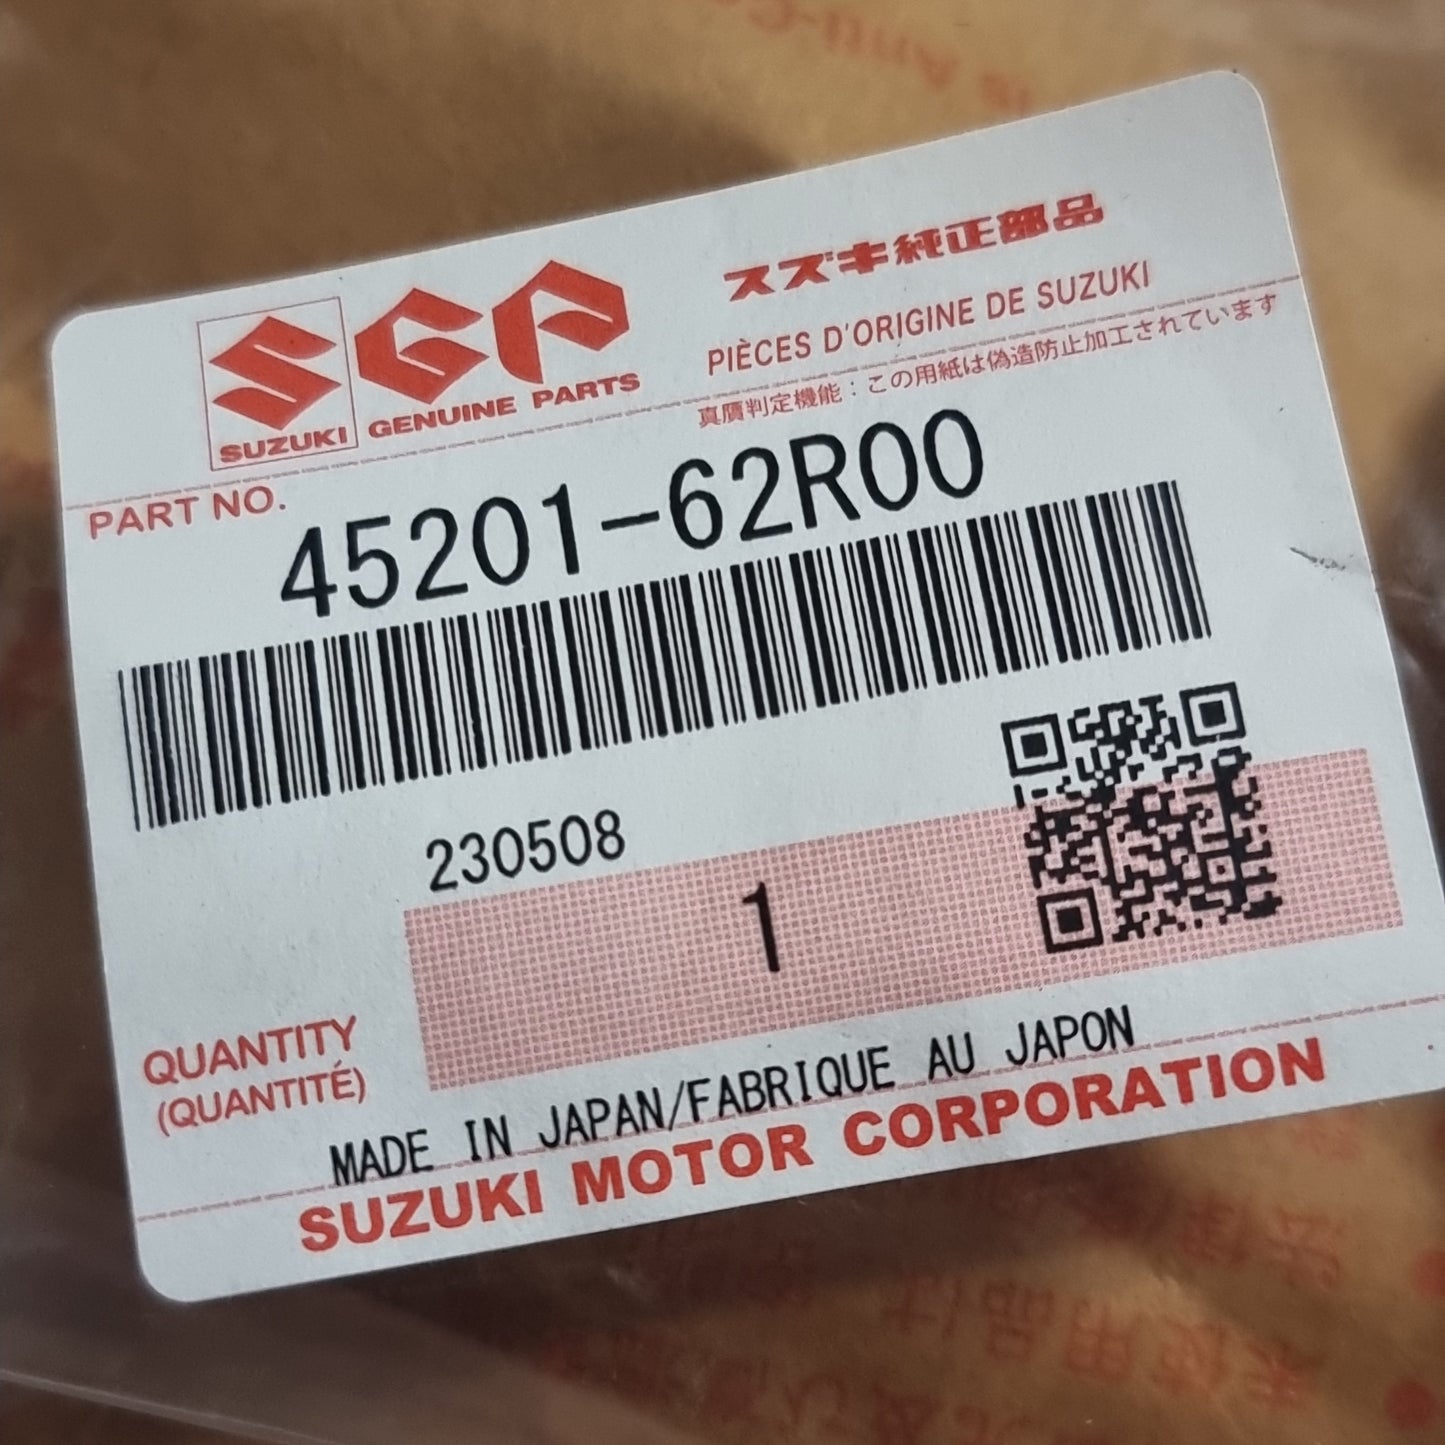 SGP
SUZUKI GENUINE PARTS
スズキ純正部品
PIÈCES D'ORIGINE DE SUZUKI
真贋判定機能：この用紙は偽造防止加工されています
PART NO.
45201-62R00
230508
1
QUANTITY
(QUANTITÉ)
MADE IN JAPAN/FABRIQUE AU JAPON
SUZUKI MOTOR CORPORATION